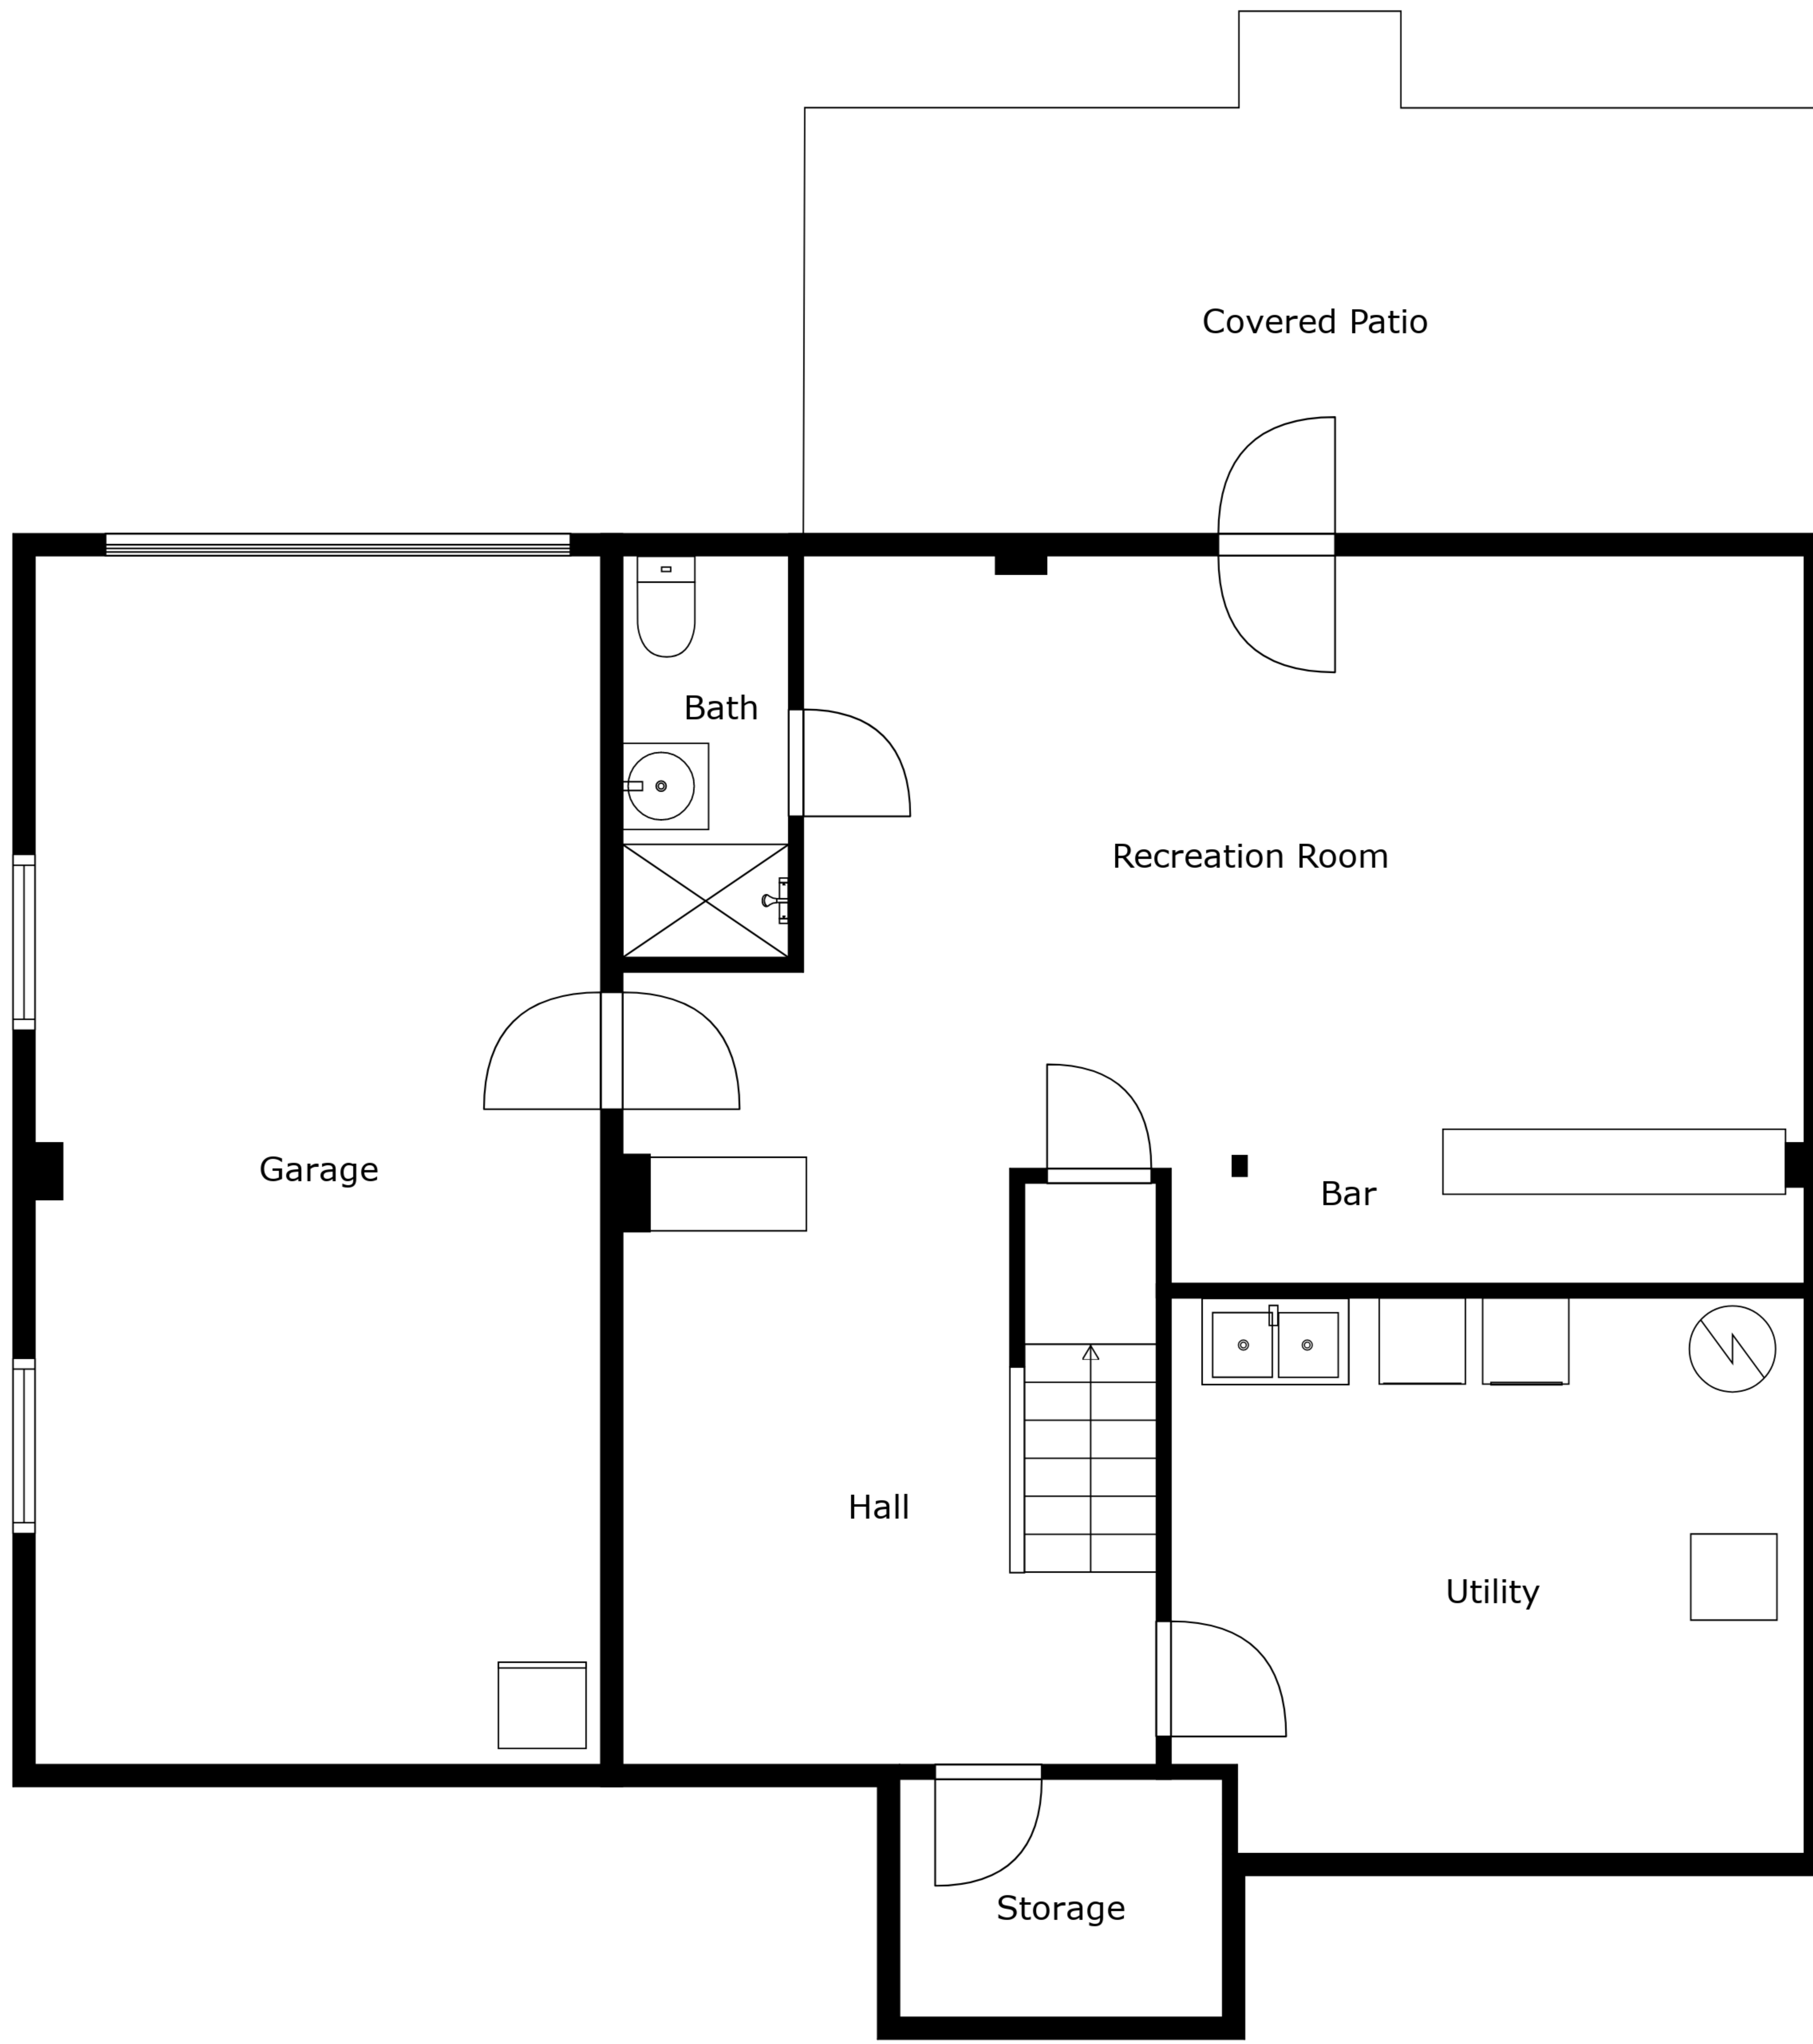 Covered Patio
Bath
Recreation Room
Garage
Bar
Hall
Utility
Storage